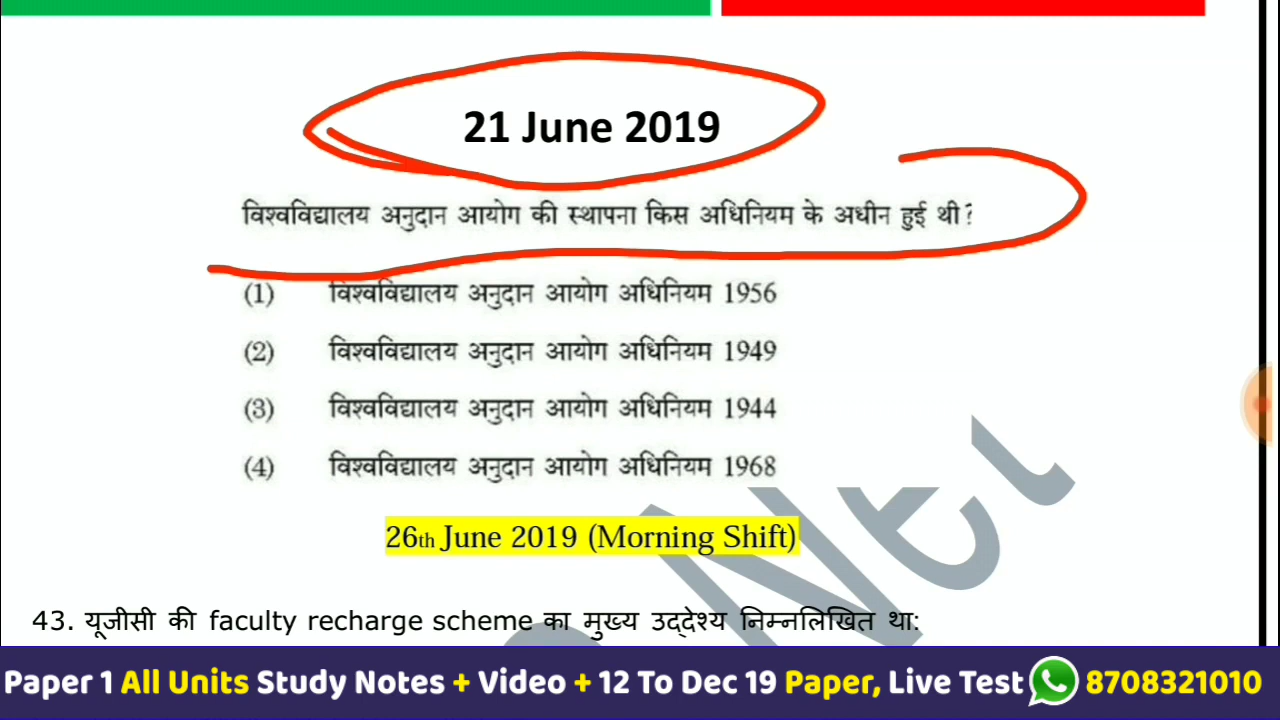 21 June 2019
विश्वविद्यालय अनुदान आयोग की स्थापना किस अधिनियम के अधीन हुई थी?
(1) विश्वविद्यालय अनुदान आयोग अधिनियम 1956
(2) विश्वविद्यालय अनुदान आयोग अधिनियम 1949
(3) विश्वविद्यालय अनुदान आयोग अधिनियम 1944
(4) विश्वविद्यालय अनुदान आयोग अधिनियम 1968
26th June 2019 (Morning Shift)
43. यूजीसी की faculty recharge scheme का मुख्य उद्देश्य निम्नलिखित था:
Paper 1 All Units Study Notes + Video + 12 To Dec 19 Paper, Live Test 8708321010